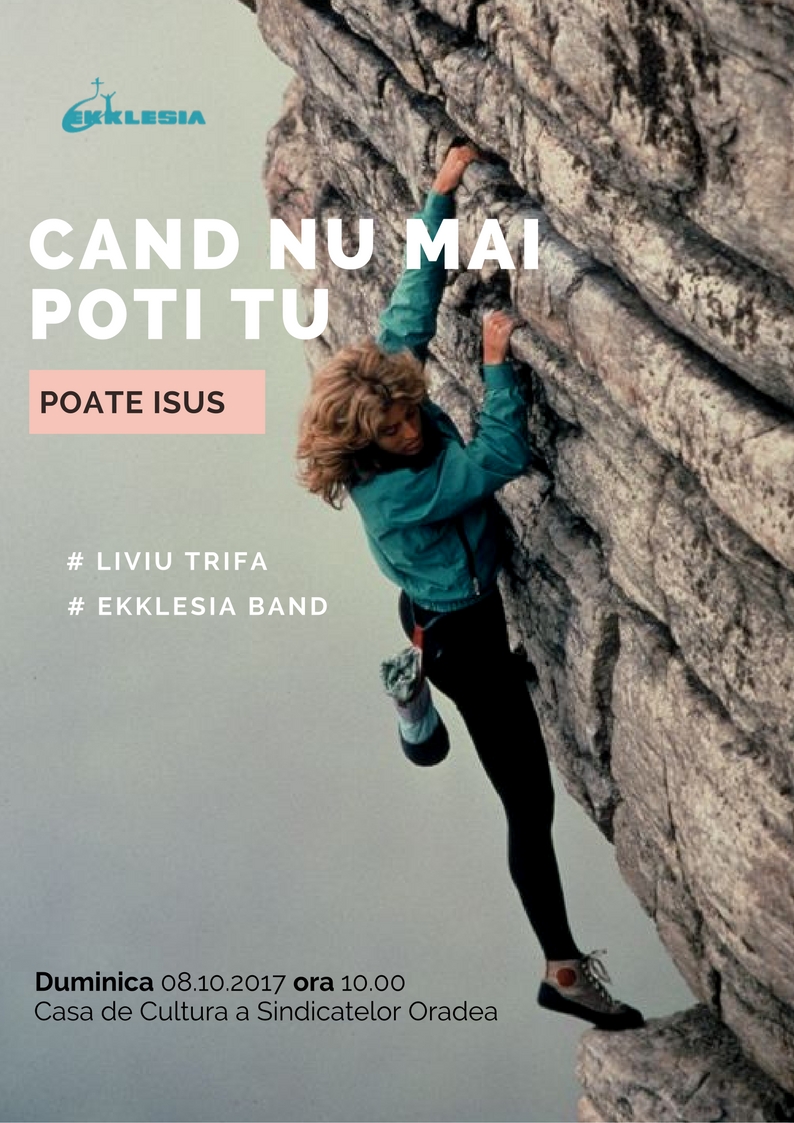 EKKLESIA
CAND NU MAI
POTI TU
POATE ISUS
# LIVIU TRIFA
# EKKLESIA BAND
Duminica 08.10.2017 ora 10.00
Casa de Cultura a Sindicatelor Oradea